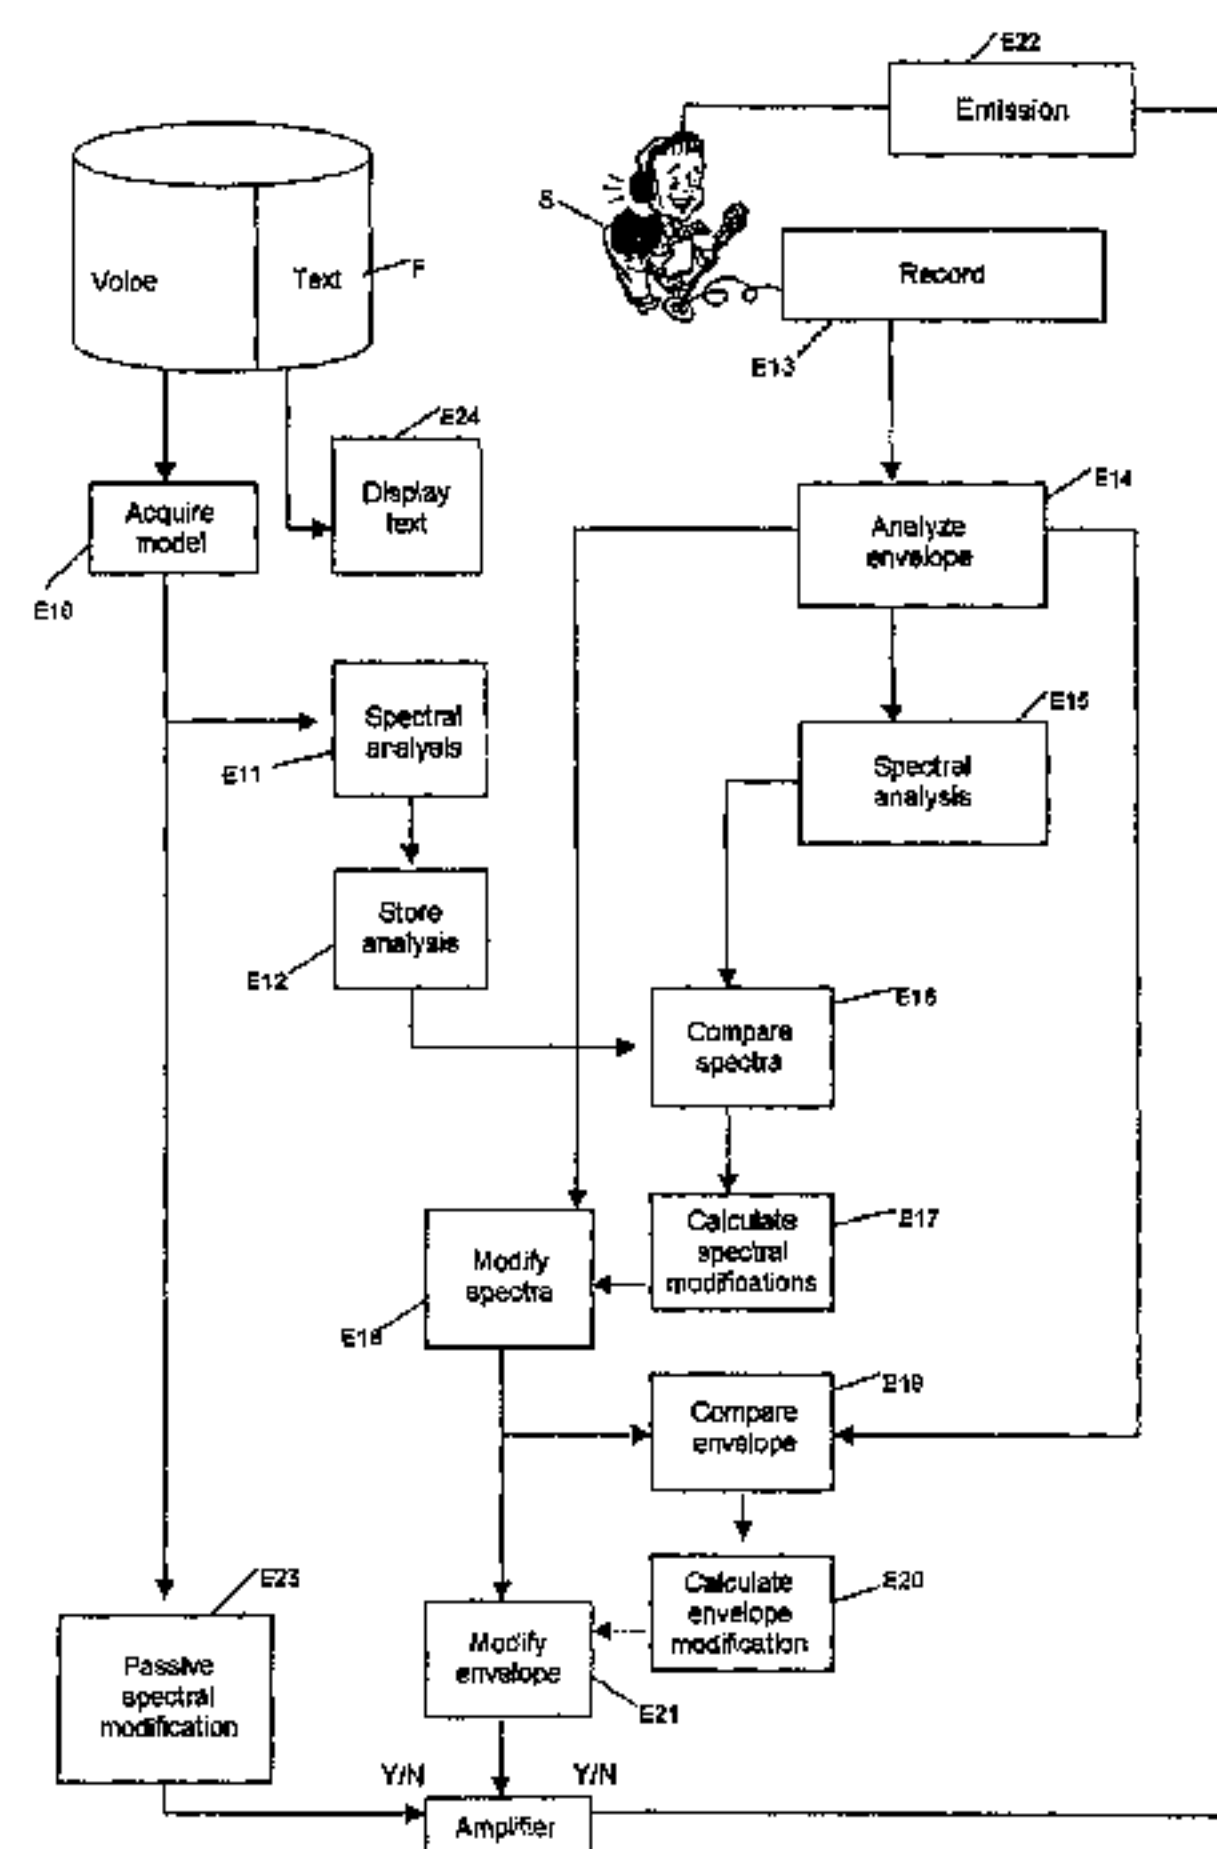 E22
Emission
S
Voice
Text
F
Record
E13
E24
Display
text
Acquire
model
E10
E14
Analyze
envelope
Spectral
analysis
E11
E15
Spectral
analysis
Store
analysis
E12
E16
Compare
spectra
E17
Calculate
spectral
modifications
Modify
spectra
E18
E19
Compare
envelope
E23
Calculate
envelope
modification
E20
Passive
spectral
modification
Modify
envelope
E21
Y/N
Y/N
Amplifier